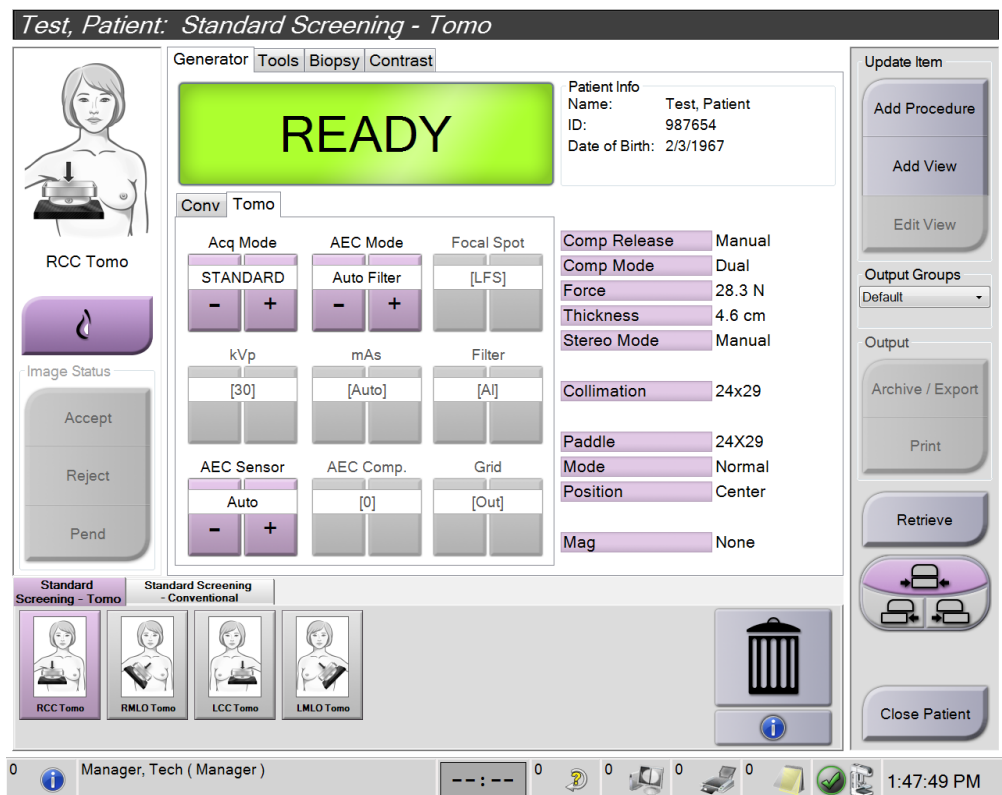 Test, Patient: Standard Screening - Tomo
RCC Tomo
Image Status
Accept
Reject
Pend
Generator Tools Biopsy Contrast
READY
Patient Info
Name: Test, Patient
ID: 987654
Date of Birth: 2/3/1967
Conv Tomo
Acq Mode AEC Mode Focal Spot
STANDARD Auto Filter [LFS]
- + - +
kVp mAs Filter
[30] [Auto] [Al]
AEC Sensor AEC Comp. Grid
Auto [0] [Out]
- +
Comp Release Manual
Comp Mode Dual
Force 28.3 N
Thickness 4.6 cm
Stereo Mode Manual
Collimation 24x29
Paddle 24X29
Mode Normal
Position Center
Mag None
Update Item
Add Procedure
Add View
Edit View
Output Groups
Default
Output
Archive / Export
Print
Retrieve
Close Patient
Standard
Screening - Tomo
Standard Screening
- Conventional
RCC Tomo RMLO Tomo LCC Tomo LMLO Tomo
0 Manager, Tech ( Manager ) --:-- 0 0 0 0 1:47:49 PM